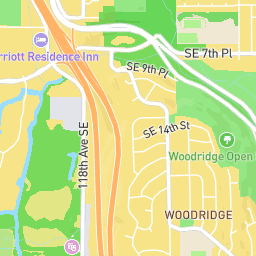 SE 7th Pl
rriott Residence Inn
SE 9th Pl
118th Ave SE
SE 14th St
Woodridge Open
WOODRIDGE